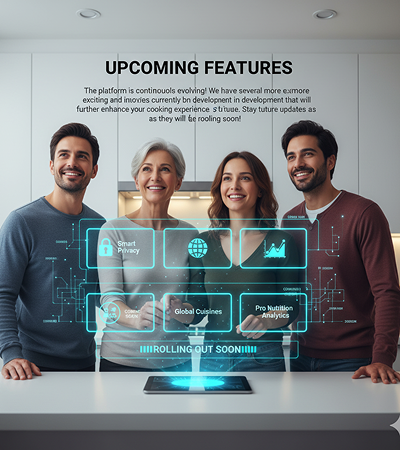 UPCOMING FEATURES
The platform is continuouls evolving! We have several more exmore
exciting and inovries currently bn development in development that will
further enhance your cooking experience. Stay tuture updates as
as they will be rooling soon!
Smart
Privacy
Global Cuisines
Pro Nutrition
Analytics
ROLLING OUT SOON